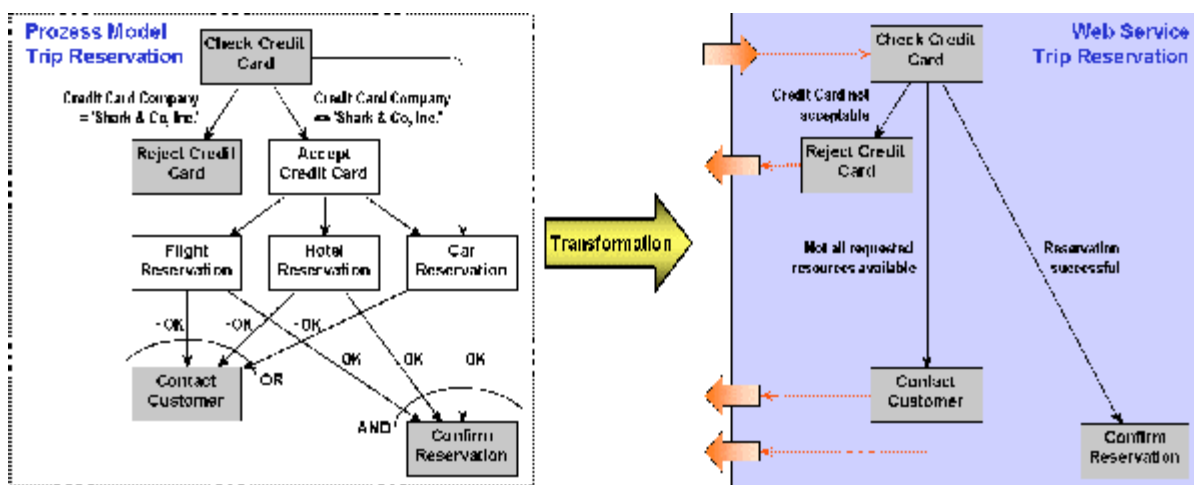 Prozess Model
Trip Reservation
Check Credit
Card
Credit Card Company
= 'Shark & Co, Inc.'
Credit Card Company
<> 'Shark & Co, Inc.'
Reject Credit
Card
Accept
Credit Card
Flight
Reservation
Hotel
Reservation
Car
Reservation
- OK
- OK
- OK
OK
OK
OK
OR
Contact
Customer
AND
Confirm
Reservation
Transformation
Web Service
Trip Reservation
Check Credit
Card
Credit Card not
acceptable
Reject Credit
Card
Not all requested
resources available
Reservation
successful
Contact
Customer
Confirm
Reservation